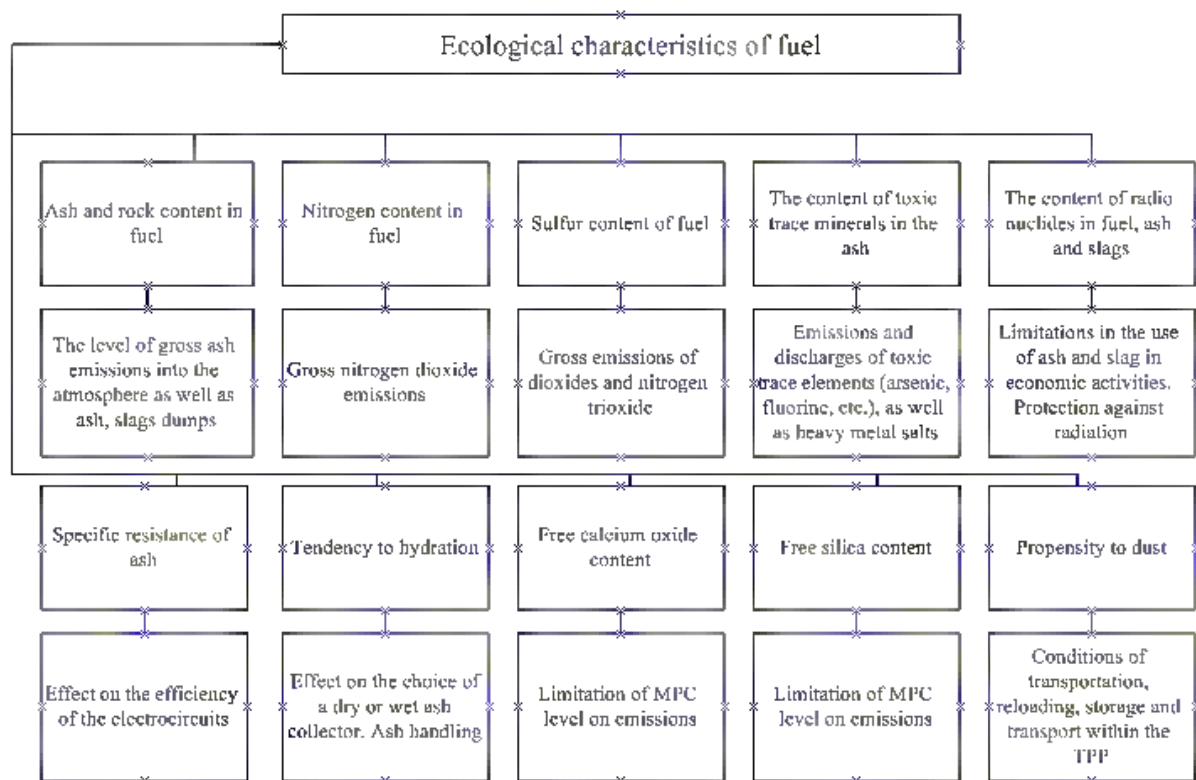 Ecological characteristics of fuel
Ash and rock content in
fuel
Nitrogen content in
fuel
Sulfur content of fuel
The content of toxic
trace minerals in the
ash
The content of radio
nuclides in fuel, ash
and slags
The level of gross ash
emissions into the
atmosphere as well as
ash, slags dumps
Gross nitrogen dioxide
emissions
Gross emissions of
dioxides and nitrogen
trioxide
Emissions and
discharges of toxic
trace elements (arsenic,
fluorine, etc.), as well
as heavy metal salts
Limitations in the use
of ash and slag in
economic activities.
Protection against
radiation
Specific resistance of
ash
Tendency to hydration
Free calcium oxide
content
Free silica content
Propensity to dust
Effect on the efficiency
of the electrocircuits
Effect on the choice of
a dry or wet ash
collector. Ash handling
Limitation of MPC
level on emissions
Limitation of MPC
level on emissions
Conditions of
transportation,
reloading, storage and
transport within the
TPP